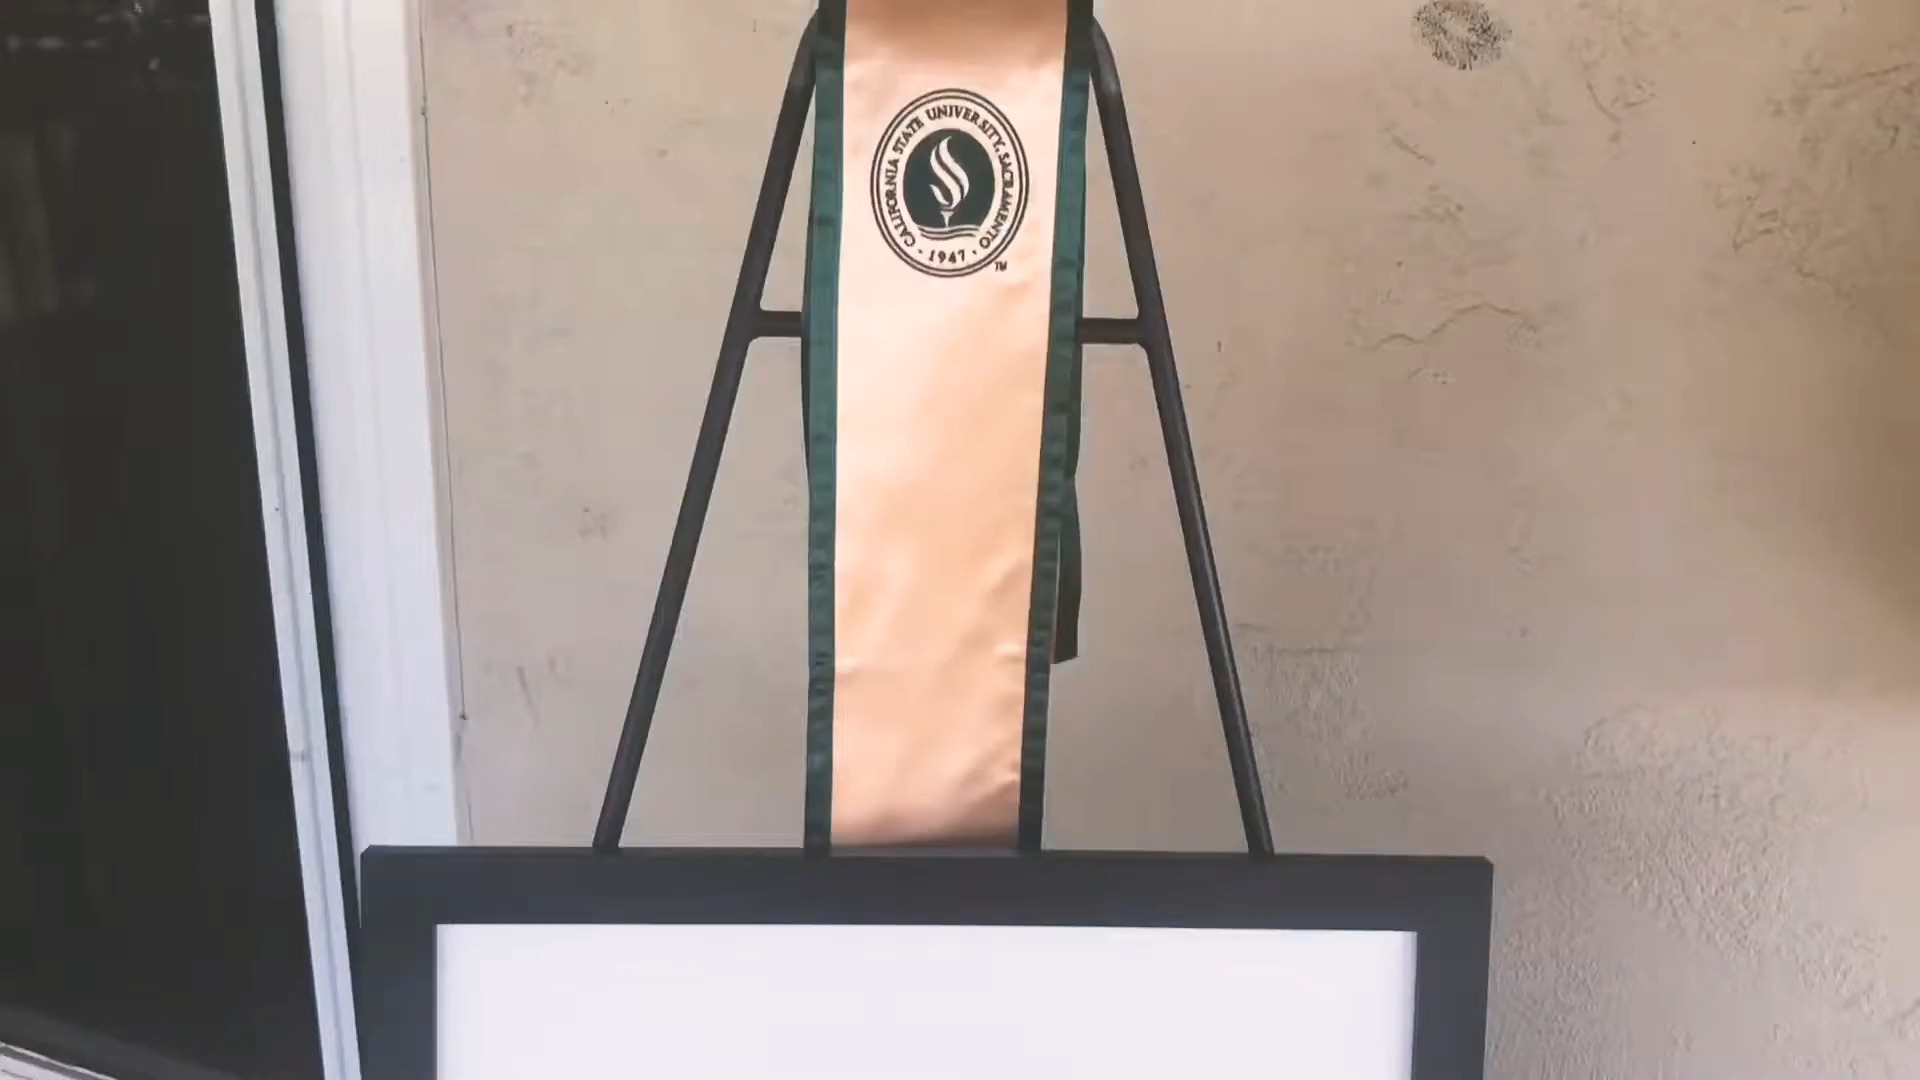 CALIFORNIA STATE UNIVERSITY, SACRAMENTO
· 1947 ·
TM